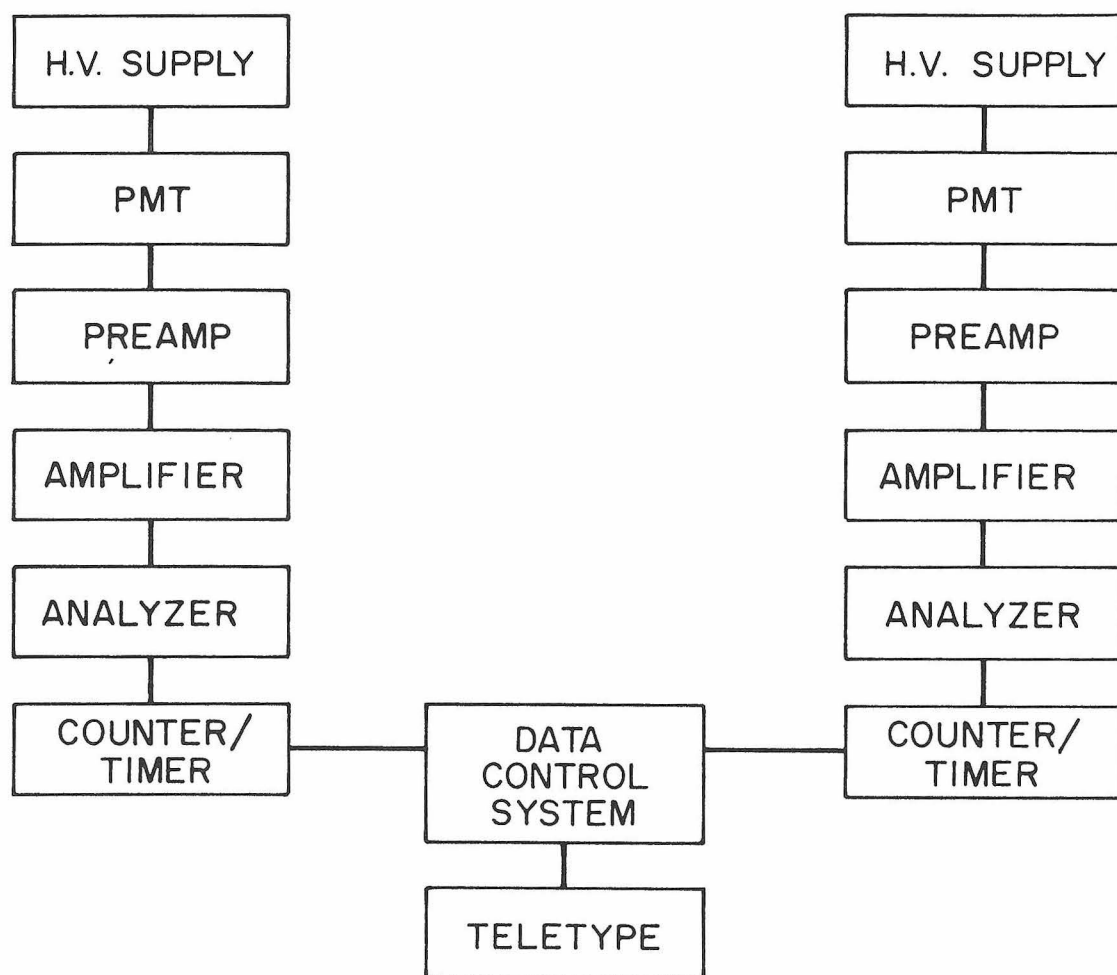 H.V. SUPPLY
PMT
PREAMP
AMPLIFIER
ANALYZER
COUNTER/
TIMER
DATA
CONTROL
SYSTEM
TELETYPE
H.V. SUPPLY
PMT
PREAMP
AMPLIFIER
ANALYZER
COUNTER/
TIMER